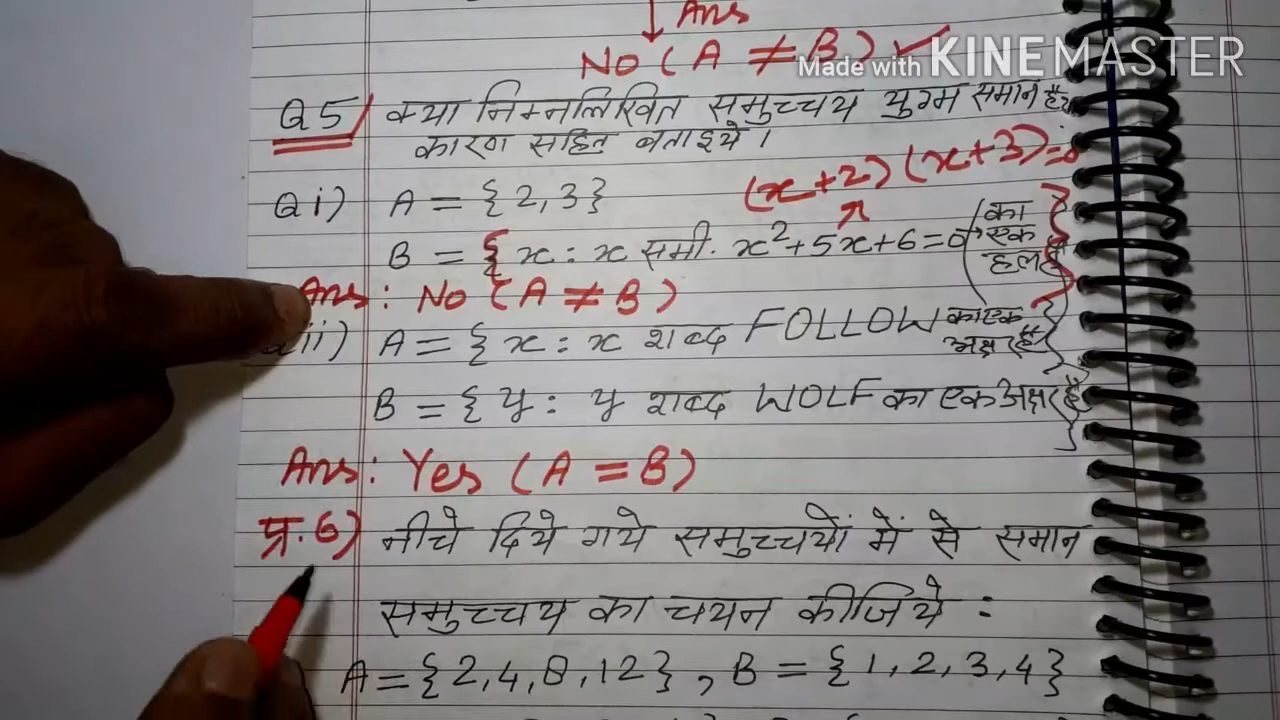 Ans
No (A ≠ B) ✓
Made with KINEMASTER
Q5/ क्या निम्नलिखित समुच्चय युग्म समान है?
कारण सहित बताइये।
(x+2)(x+3)=0
Qi) A = {2,3}
B = {x : x समी. x²+5x+6=0 का एक हल है}
Ans: No (A ≠ B)
ii) A = {x : x शब्द FOLLOW का एक अक्षर है}
B = {y : y शब्द WOLF का एक अक्षर है}
Ans: Yes (A = B)
प्र.6) नीचे दिये गये समुच्चयों में से समान
समुच्चय का चयन कीजिये :
A = {2,4,8,12}, B = {1,2,3,4}